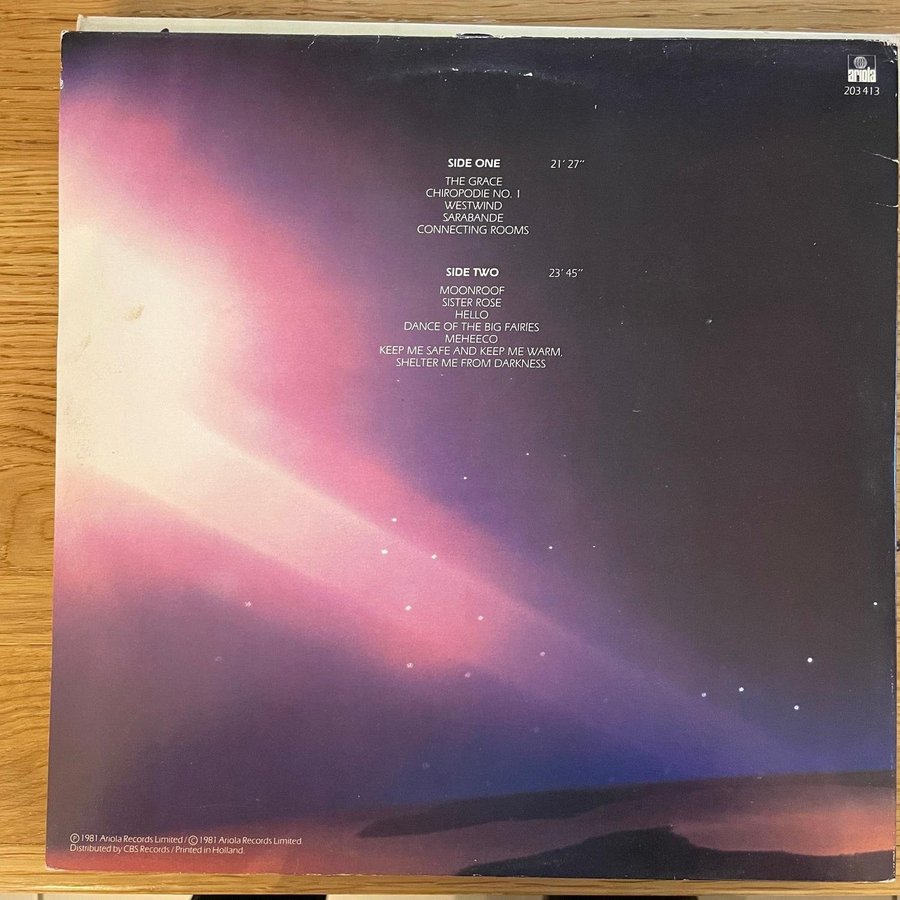 ariola
203 413
SIDE ONE 21' 27"
THE GRACE
CHIROPODIE NO. 1
WESTWIND
SARABANDE
CONNECTING ROOMS
SIDE TWO 23' 45"
MOONROOF
SISTER ROSE
HELLO
DANCE OF THE BIG FAIRIES
MEHEECO
KEEP ME SAFE AND KEEP ME WARM,
SHELTER ME FROM DARKNESS
Ⓟ 1981 Ariola Records Limited / © 1981 Ariola Records Limited.
Distributed by CBS Records / Printed in Holland.